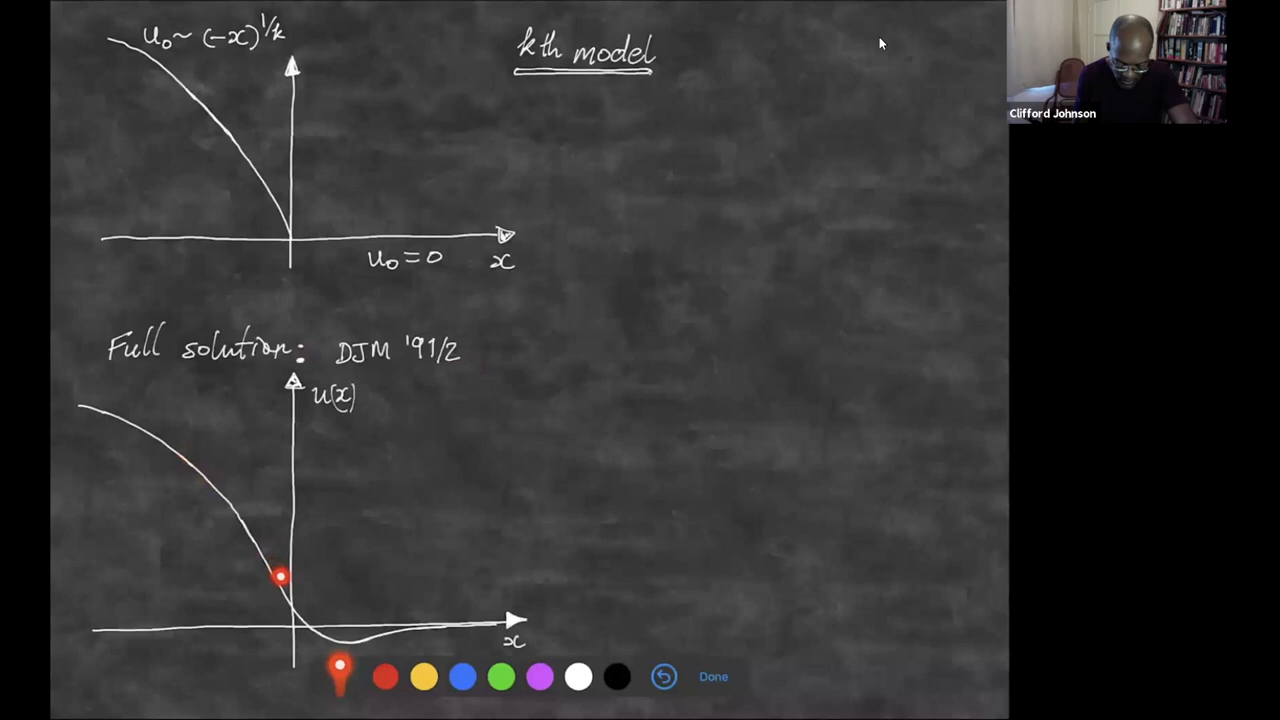 u₀ ~ (-x)^1/k
kth model
Clifford Johnson
u₀ = 0
x
Full solution: DJM '91/2
u(x)
x
Done